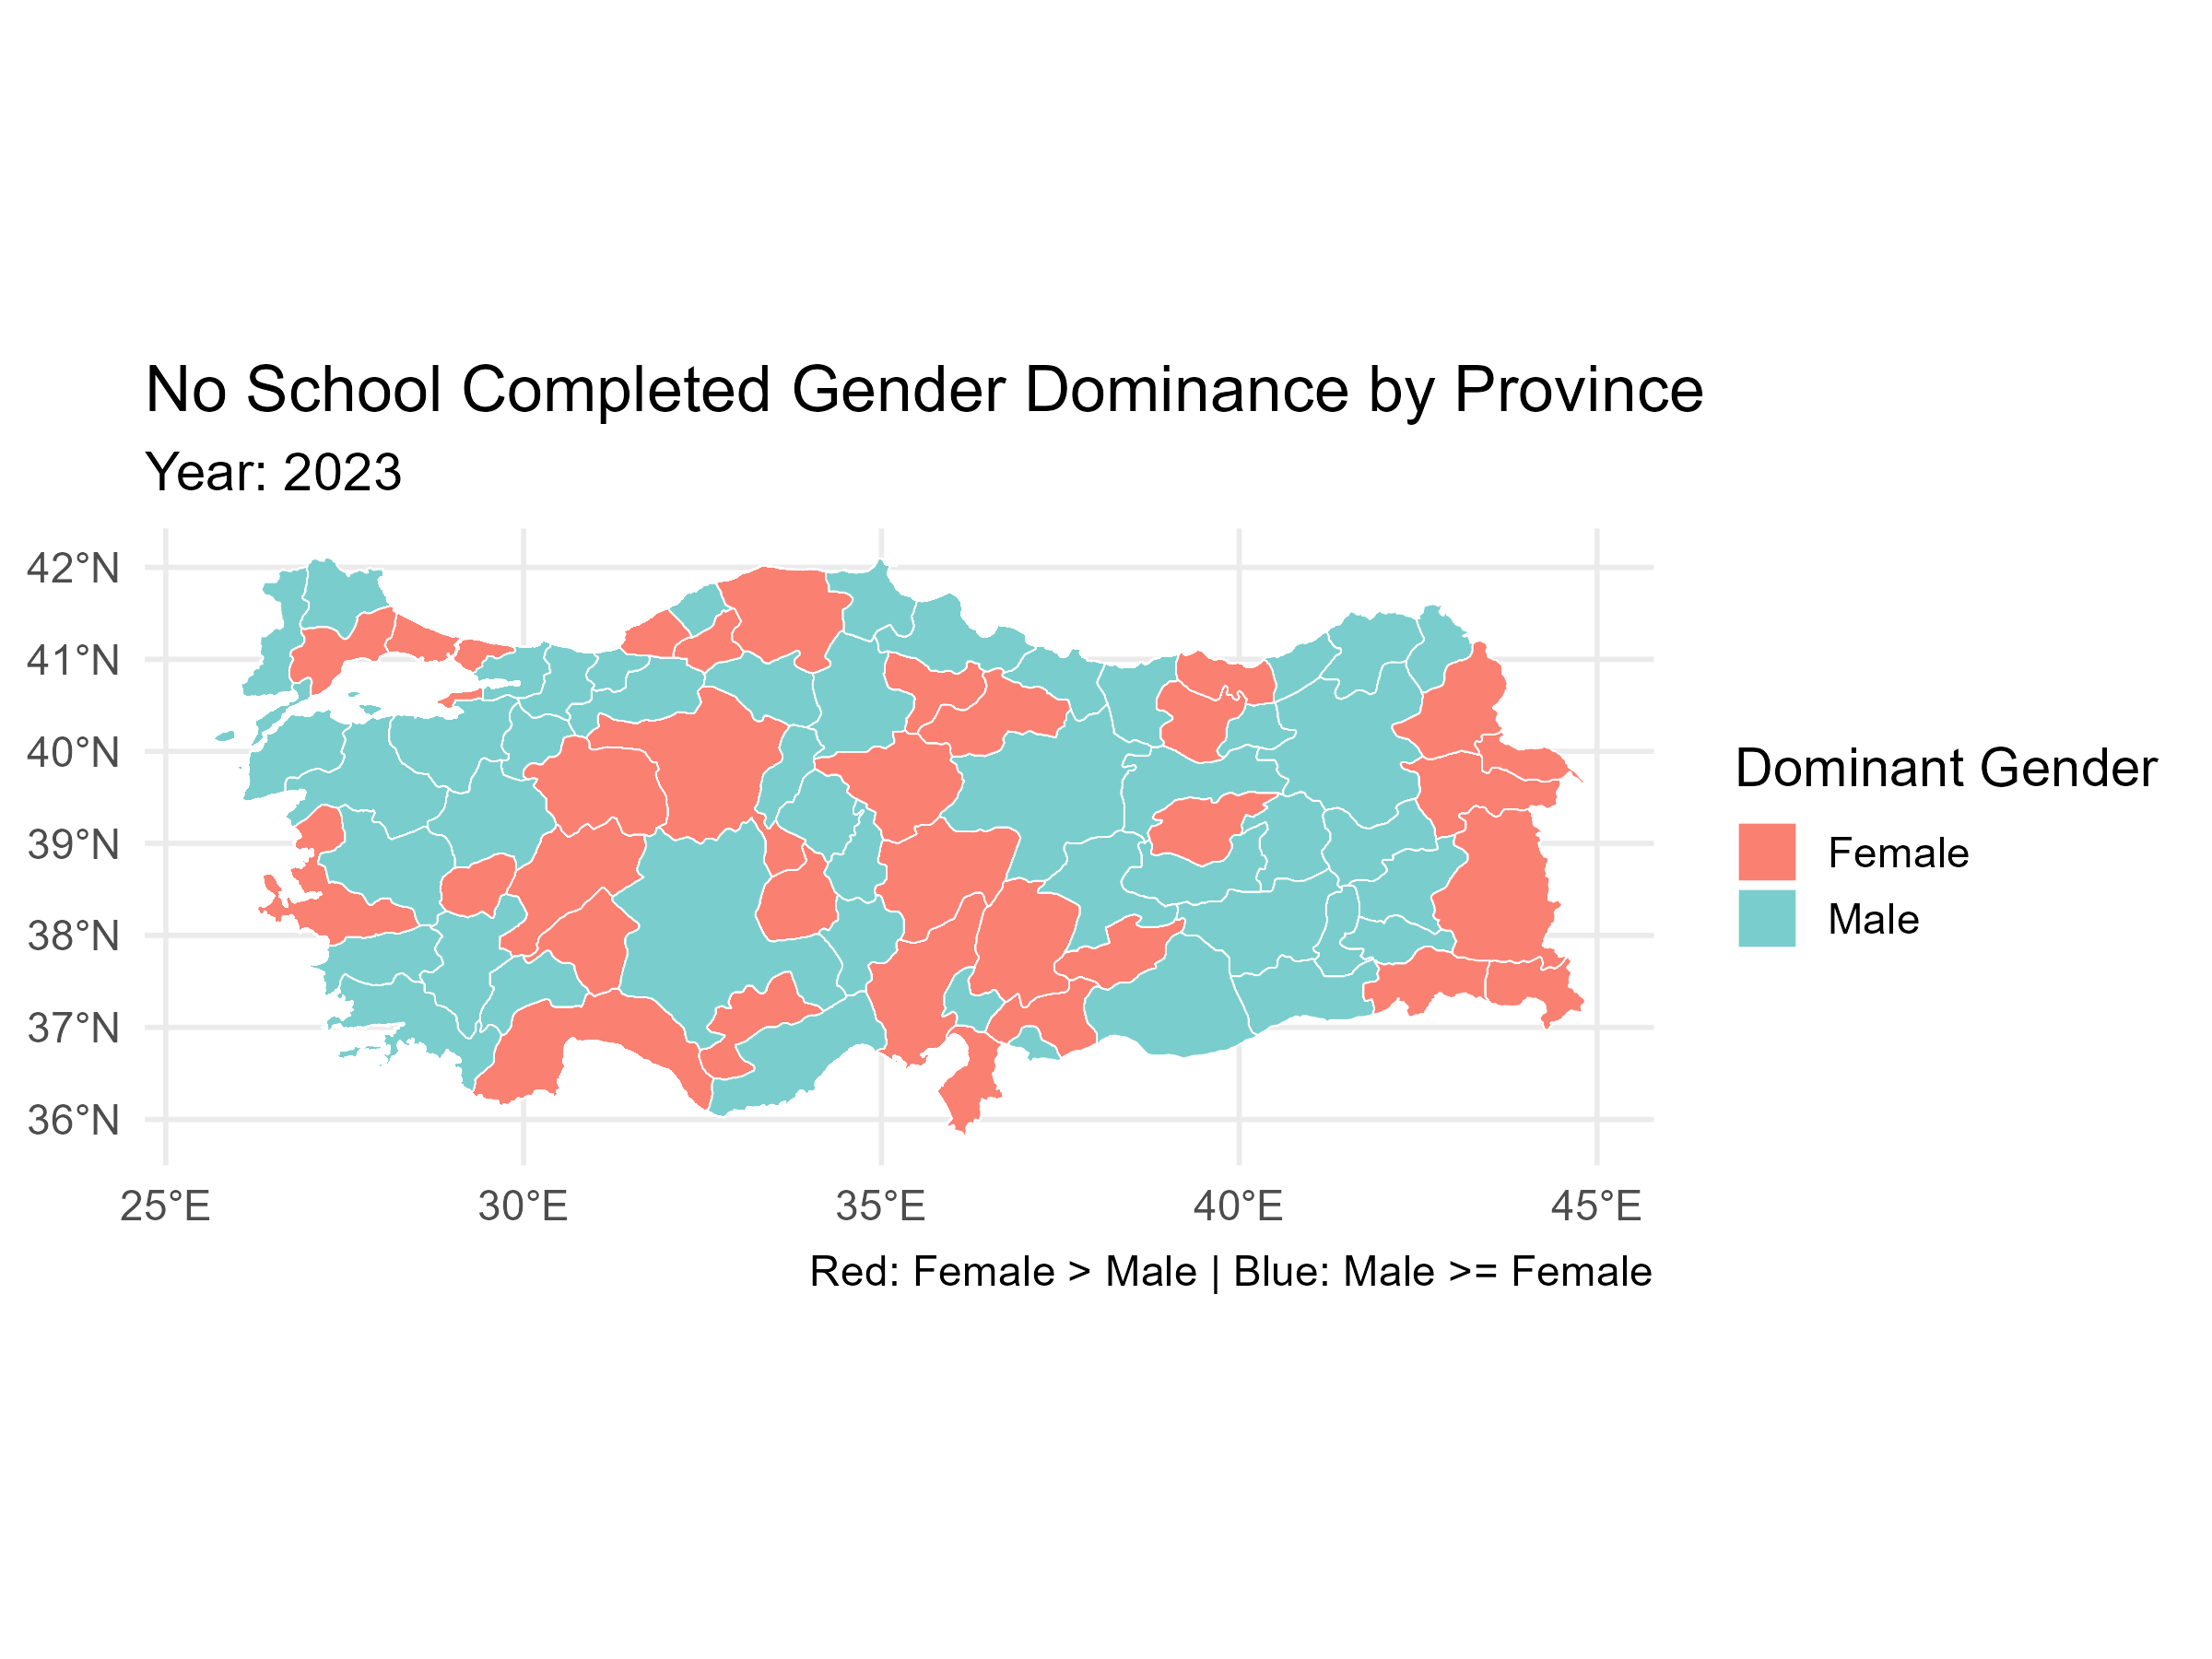 No School Completed Gender Dominance by Province
Year: 2023
42°N
41°N
40°N
39°N
38°N
37°N
36°N
25°E
30°E
35°E
40°E
45°E
Dominant Gender
Female
Male
Red: Female > Male | Blue: Male >= Female